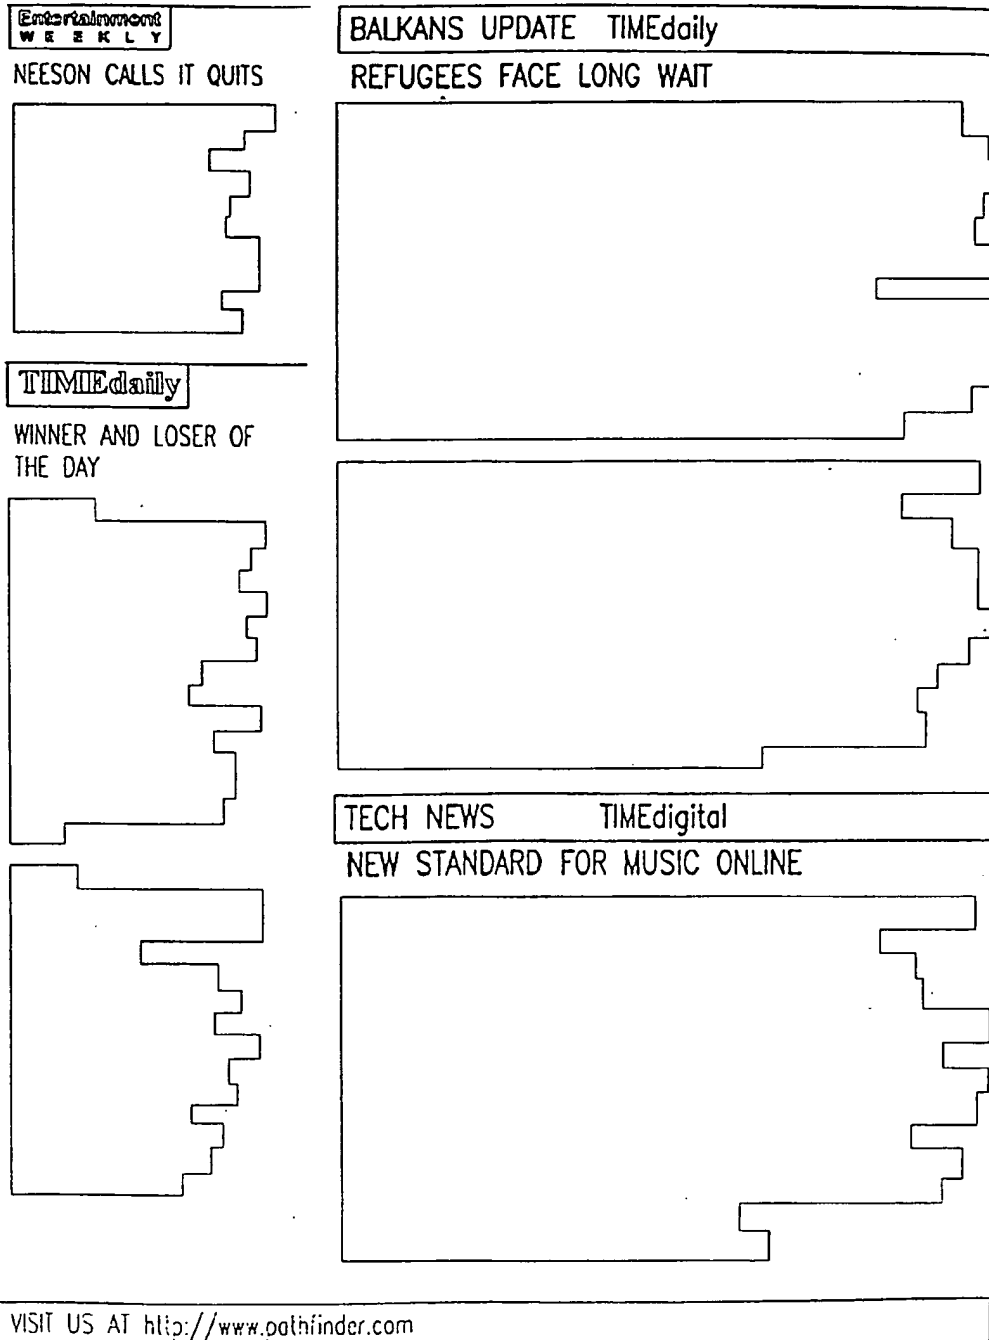 Entertainment
WEEKLY
NEESON CALLS IT QUITS
TIMEdaily
WINNER AND LOSER OF
THE DAY
BALKANS UPDATE TIMEdaily
REFUGEES FACE LONG WAIT
TECH NEWS TIMEdigital
NEW STANDARD FOR MUSIC ONLINE
VISIT US AT http://www.pathfinder.com